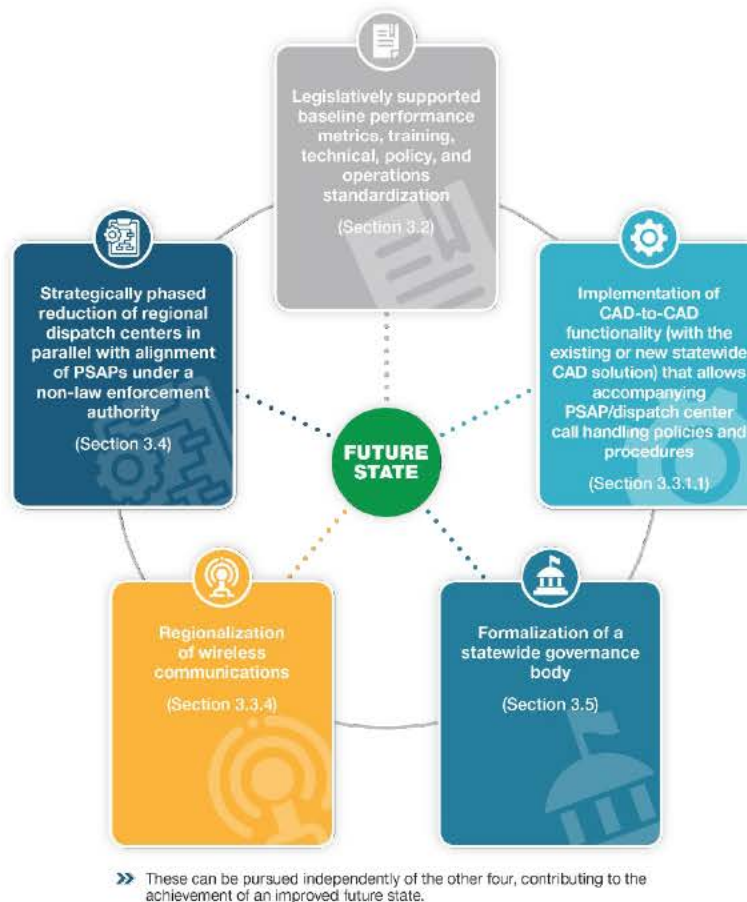 Legislatively supported
baseline performance
metrics, training,
technical, policy, and
operations
standardization
(Section 3.2)
Strategically phased
reduction of regional
dispatch centers in
parallel with alignment
of PSAPs under a
non-law enforcement
authority
(Section 3.4)
Implementation of
CAD-to-CAD
functionality (with the
existing or new statewide
CAD solution) that allows
accompanying
PSAP/dispatch center
call handling policies and
procedures
(Section 3.3.1.1)
FUTURE
STATE
Regionalization
of wireless
communications
(Section 3.3.4)
Formalization of a
statewide governance
body
(Section 3.5)
These can be pursued independently of the other four, contributing to the
achievement of an improved future state.